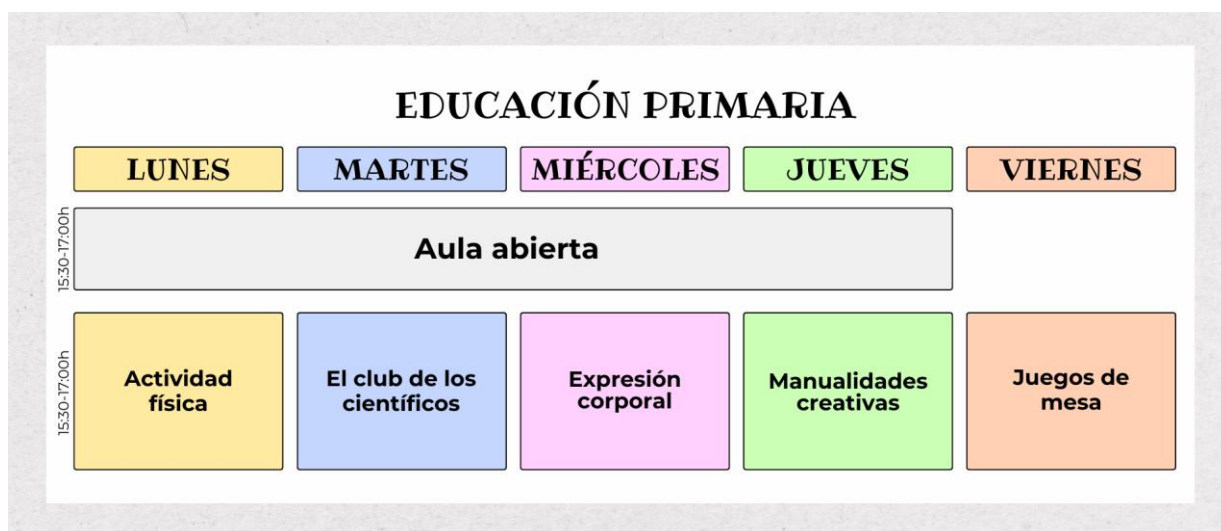 EDUCACIÓN PRIMARIA
LUNES
MARTES
MIÉRCOLES
JUEVES
VIERNES
15:30-17:00h
Aula abierta
15:30-17:00h
Actividad
física
El club de los
científicos
Expresión
corporal
Manualidades
creativas
Juegos de
mesa